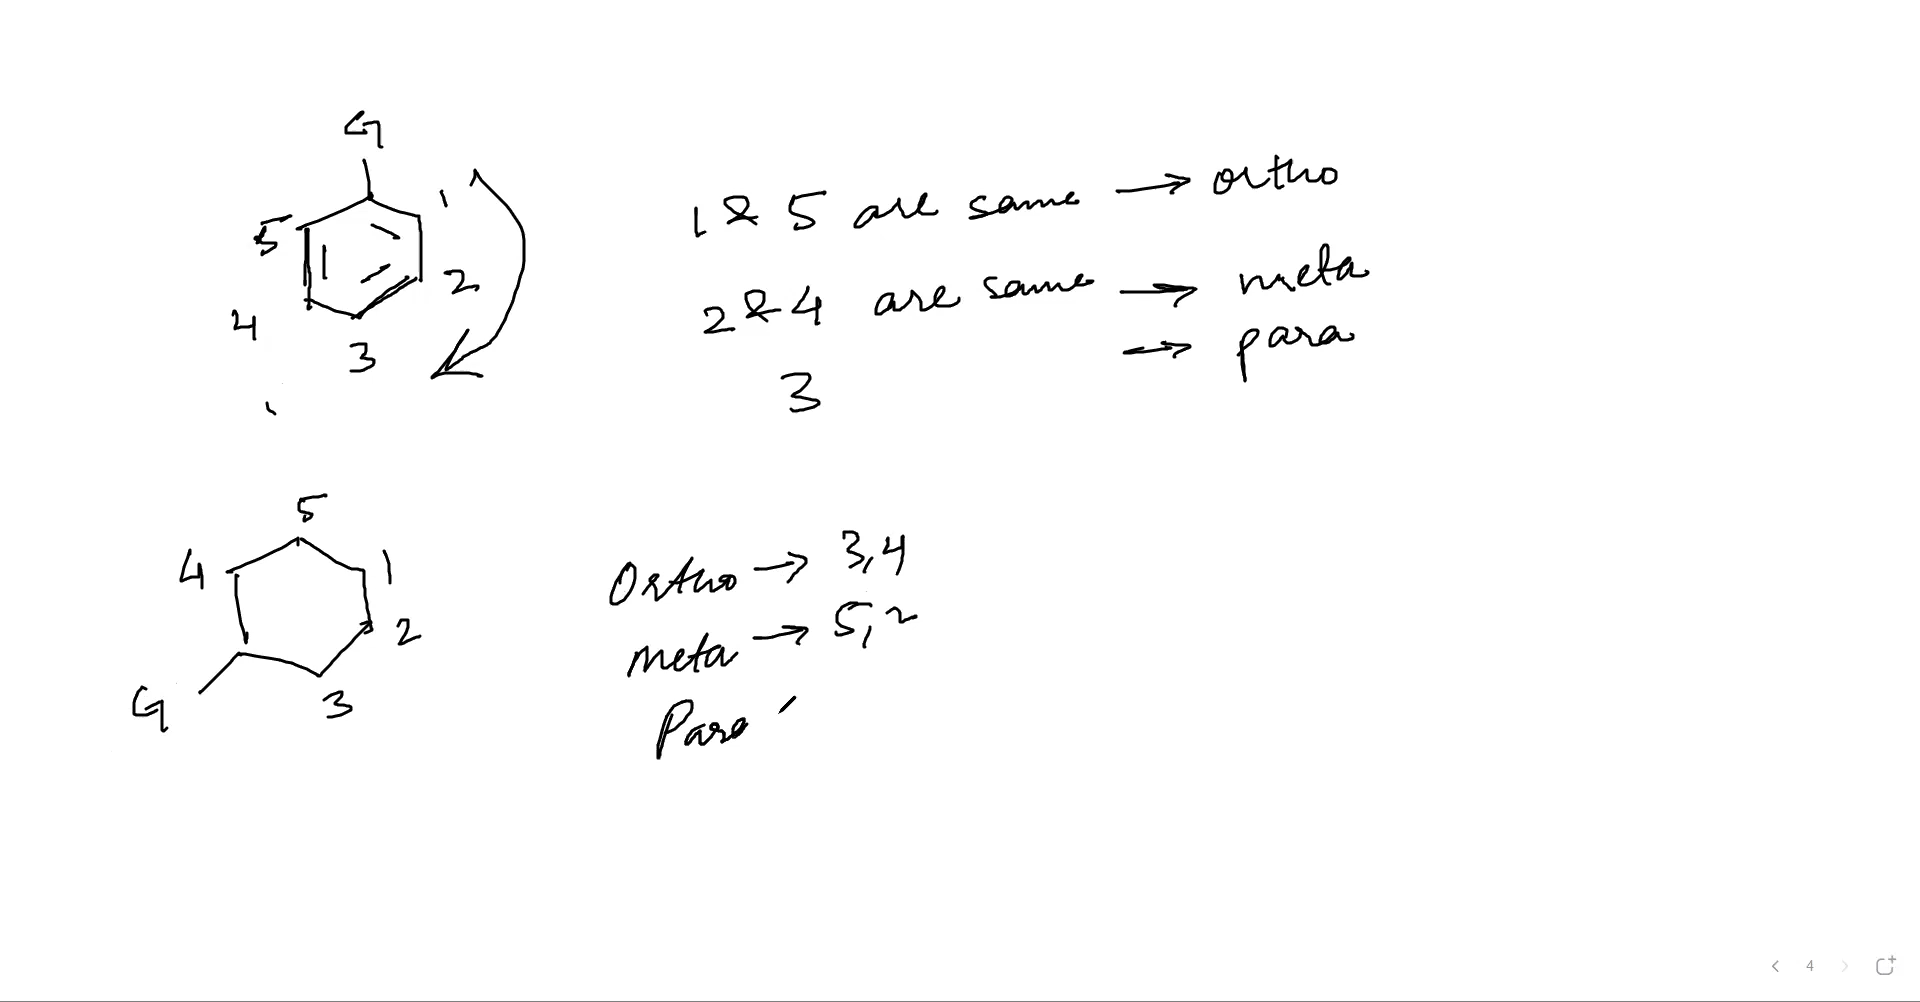 G
5
1
4
2
3
1 & 5 are same → ortho
2 & 4 are same → meta
→ para
3
5
4
1
2
G
3
Ortho → 3,4
meta → 5,2
Para
4